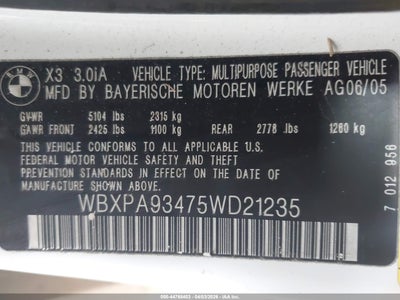 BMW
X3 3.0iA VEHICLE TYPE: MULTIPURPOSE PASSENGER VEHICLE
MFD BY BAYERISCHE MOTOREN WERKE AG06/05
GVWR 5104 lbs 2315 kg
GAWR FRONT 2425 lbs 1100 kg REAR 2778 lbs 1260 kg
THIS VEHICLE CONFORMS TO ALL APPLICABLE U.S.
FEDERAL MOTOR VEHICLE SAFETY, BUMPER, AND THEFT
PREVENTION STANDARDS IN EFFECT ON THE DATE OF
MANUFACTURE SHOWN ABOVE.
WBXPA93475WD21235
7 012 956